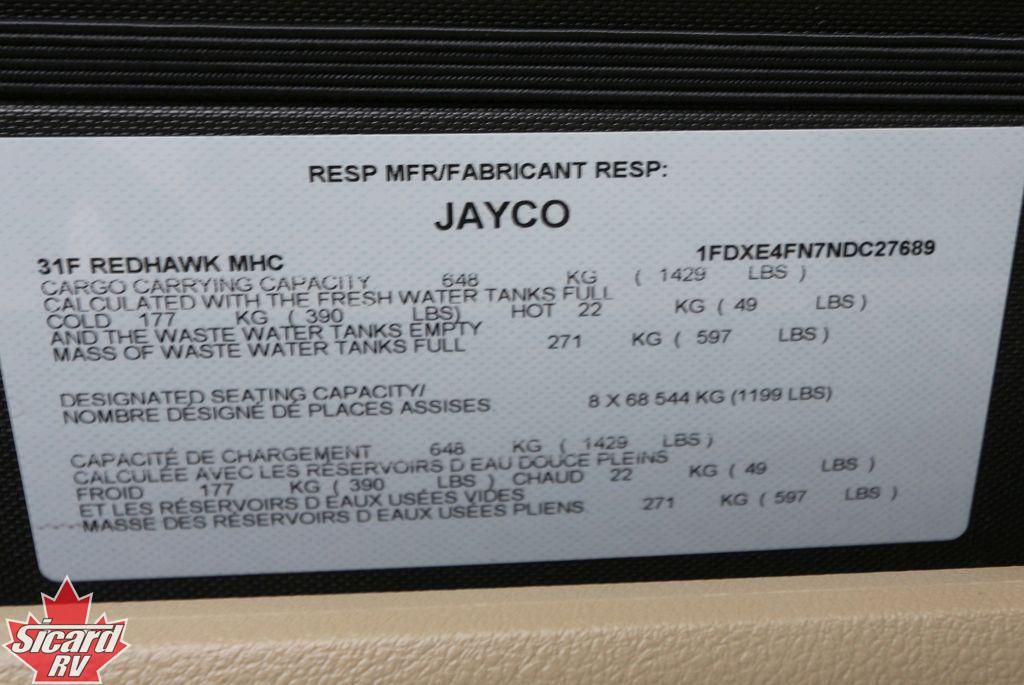 RESP MFR/FABRICANT RESP:
JAYCO
31F REDHAWK MHC 1FDXE4FN7NDC27689
CARGO CARRYING CAPACITY 648 KG ( 1429 LBS )
CALCULATED WITH THE FRESH WATER TANKS FULL
COLD 177 KG ( 390 LBS) HOT 22 KG ( 49 LBS )
AND THE WASTE WATER TANKS EMPTY
MASS OF WASTE WATER TANKS FULL 271 KG ( 597 LBS )
DESIGNATED SEATING CAPACITY/
NOMBRE DÉSIGNÉ DE PLACES ASSISES 8 X 68 544 KG (1199 LBS)
CAPACITÉ DE CHARGEMENT 648 KG ( 1429 LBS )
CALCULÉE AVEC LES RÉSERVOIRS D EAU DOUCE PLEINS
FROID 177 KG ( 390 LBS ) CHAUD 22 KG ( 49 LBS )
ET LES RÉSERVOIRS D EAUX USÉES VIDES
MASSE DES RÉSERVOIRS D EAUX USÉES PLIENS 271 KG ( 597 LBS )
Sicard
RV